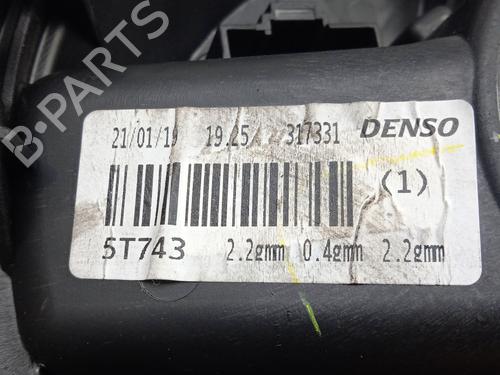 21/01/19 19.25 317331 DENSO
(1)
5T743 2.2gmm 0.4gmm 2.2gmm
B-PARTS